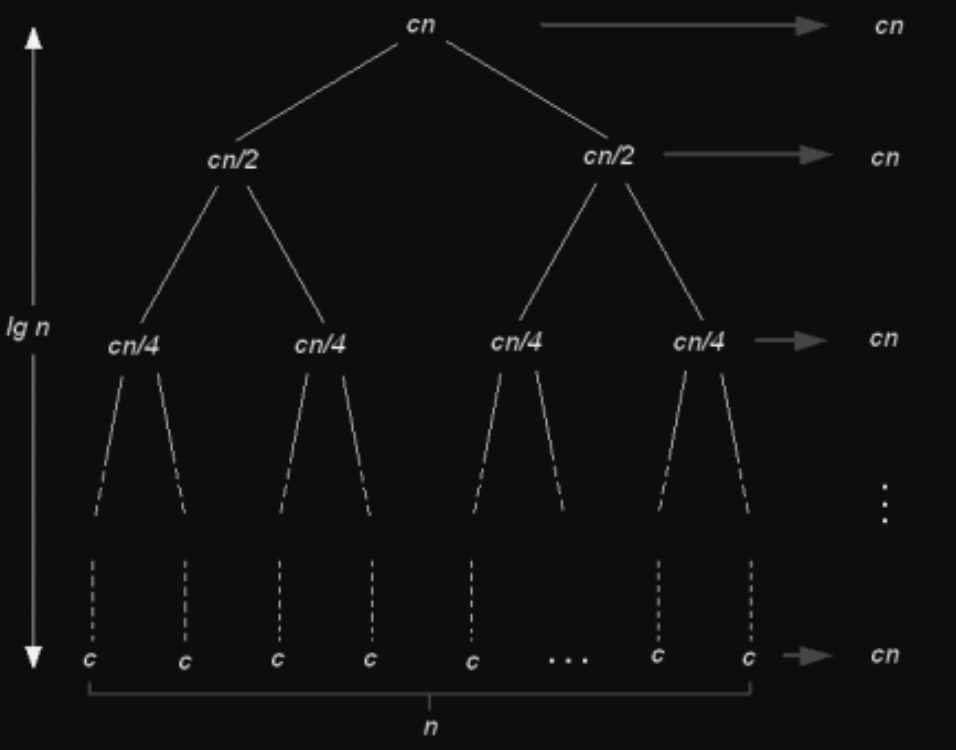 cn cn
cn/2 cn/2 cn
lg n
cn/4 cn/4 cn/4 cn/4 cn
⋮
c c c c c ... c c cn
n